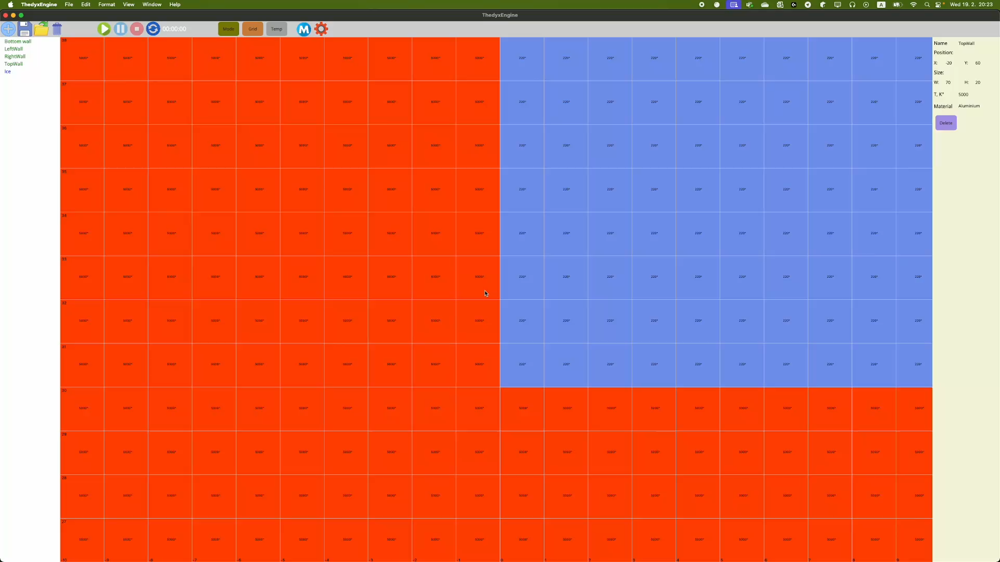 ThedyxEngine File Edit Format View Window Help A Wed 19. 2. 20:23
ThedyxEngine
00:00:00 Mode Grid Temp M
Bottom wall
LeftWall
RightWall
TopWall
Ice
Name TopWall
Position:
X: -20 Y: 60
Size:
W: 70 H: 20
T, K° 5000
Material Aluminium
Delete
38
5000° 5000° 5000° 5000° 5000° 5000° 5000° 5000° 5000° 5000° 220° 220° 220° 220° 220° 220° 220° 220° 220° 220°
37
5000° 5000° 5000° 5000° 5000° 5000° 5000° 5000° 5000° 5000° 220° 220° 220° 220° 220° 220° 220° 220° 220° 220°
36
5000° 5000° 5000° 5000° 5000° 5000° 5000° 5000° 5000° 5000° 220° 220° 220° 220° 220° 220° 220° 220° 220° 220°
35
5000° 5000° 5000° 5000° 5000° 5000° 5000° 5000° 5000° 5000° 220° 220° 220° 220° 220° 220° 220° 220° 220° 220°
34
5000° 5000° 5000° 5000° 5000° 5000° 5000° 5000° 5000° 5000° 220° 220° 220° 220° 220° 220° 220° 220° 220° 220°
33
5000° 5000° 5000° 5000° 5000° 5000° 5000° 5000° 5000° 5000° 220° 220° 220° 220° 220° 220° 220° 220° 220° 220°
32
5000° 5000° 5000° 5000° 5000° 5000° 5000° 5000° 5000° 5000° 220° 220° 220° 220° 220° 220° 220° 220° 220° 220°
31
5000° 5000° 5000° 5000° 5000° 5000° 5000° 5000° 5000° 5000° 220° 220° 220° 220° 220° 220° 220° 220° 220° 220°
30
5000° 5000° 5000° 5000° 5000° 5000° 5000° 5000° 5000° 5000° 5000° 5000° 5000° 5000° 5000° 5000° 5000° 5000° 5000° 5000°
29
5000° 5000° 5000° 5000° 5000° 5000° 5000° 5000° 5000° 5000° 5000° 5000° 5000° 5000° 5000° 5000° 5000° 5000° 5000° 5000°
28
5000° 5000° 5000° 5000° 5000° 5000° 5000° 5000° 5000° 5000° 5000° 5000° 5000° 5000° 5000° 5000° 5000° 5000° 5000° 5000°
27
5000° 5000° 5000° 5000° 5000° 5000° 5000° 5000° 5000° 5000° 5000° 5000° 5000° 5000° 5000° 5000° 5000° 5000° 5000° 5000°
-10 -9 -8 -7 -6 -5 -4 -3 -2 -1 0 1 2 3 4 5 6 7 8 9